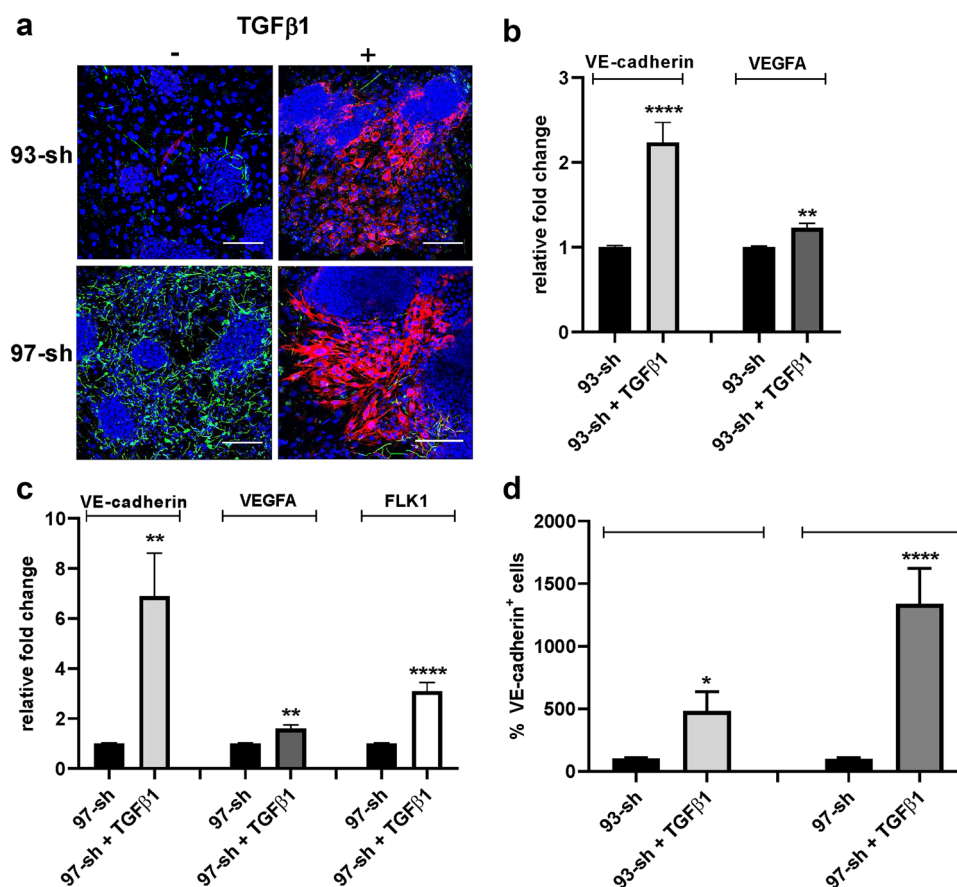 a
TGFβ1
- +
93-sh
97-sh
b
VE-cadherin VEGFA
relative fold change
3
2
1
0
****
**
93-sh
93-sh + TGFβ1
93-sh
93-sh + TGFβ1
c
VE-cadherin VEGFA FLK1
relative fold change
10
8
6
4
2
0
**
**
****
97-sh
97-sh + TGFβ1
97-sh
97-sh + TGFβ1
97-sh
97-sh + TGFβ1
d
% VE-cadherin⁺ cells
2000
1500
1000
500
0
*
****
93-sh
93-sh + TGFβ1
97-sh
97-sh + TGFβ1